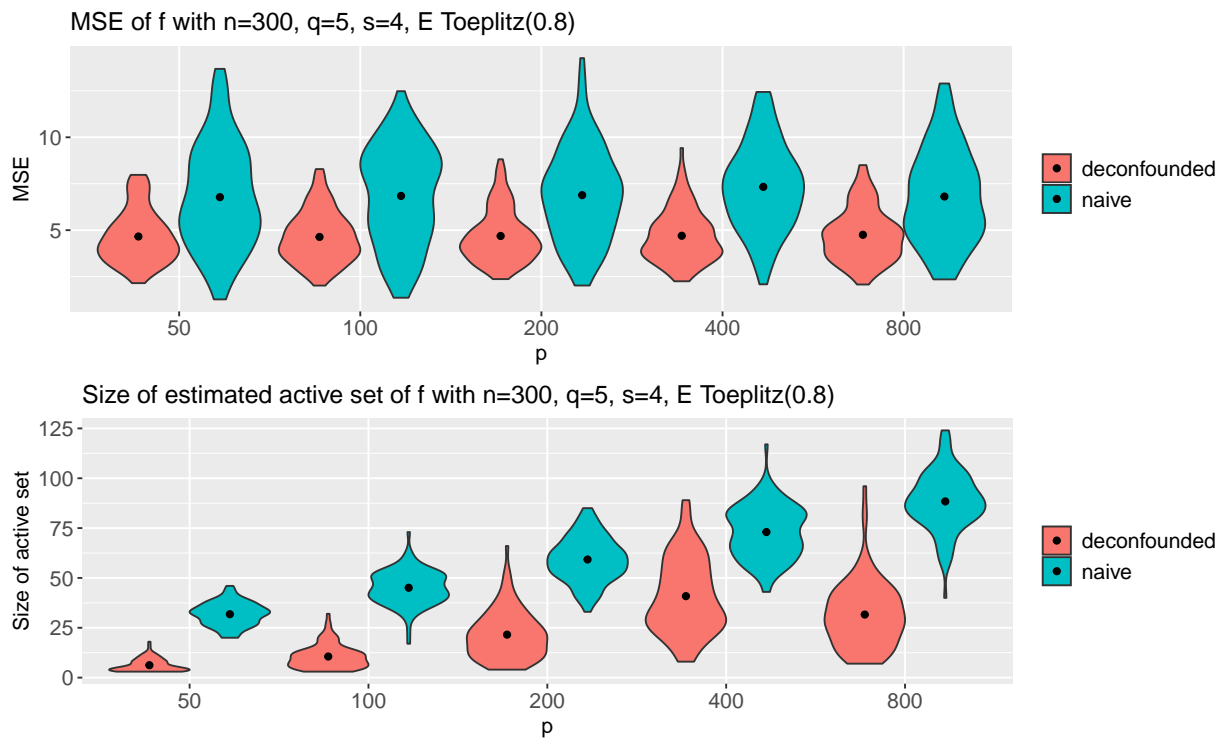 MSE of f with n=300, q=5, s=4, E Toeplitz(0.8)
10
5
MSE
50 100 200 400 800
p
deconfounded
naive
Size of estimated active set of f with n=300, q=5, s=4, E Toeplitz(0.8)
125
100
75
50
25
0
Size of active set
50 100 200 400 800
p
deconfounded
naive